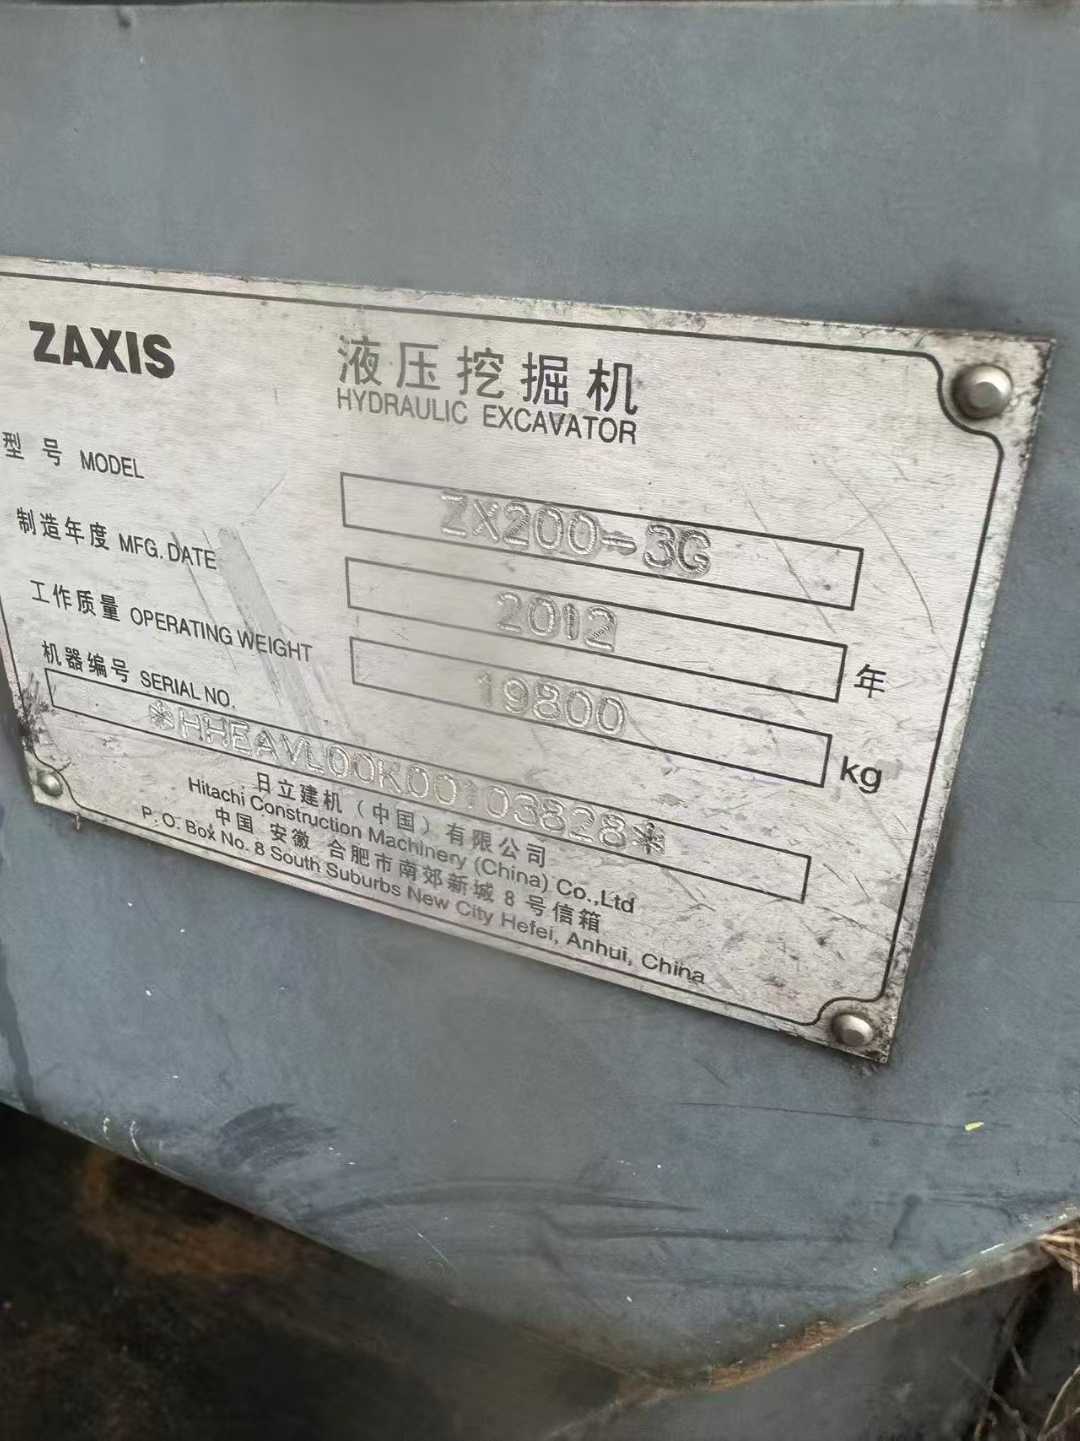 ZAXIS
液压挖掘机
HYDRAULIC EXCAVATOR
型号 MODEL
ZX200-3G
制造年度 MFG. DATE
2012 年
工作质量 OPERATING WEIGHT
19800 kg
机器编号 SERIAL NO.
*HHEAVL00K00103828*
日立建机（中国）有限公司
Hitachi Construction Machinery (China) Co.,Ltd
中国 安徽 合肥市南郊新城 8 号信箱
P. O. Box No. 8 South Suburbs New City Hefei, Anhui, China